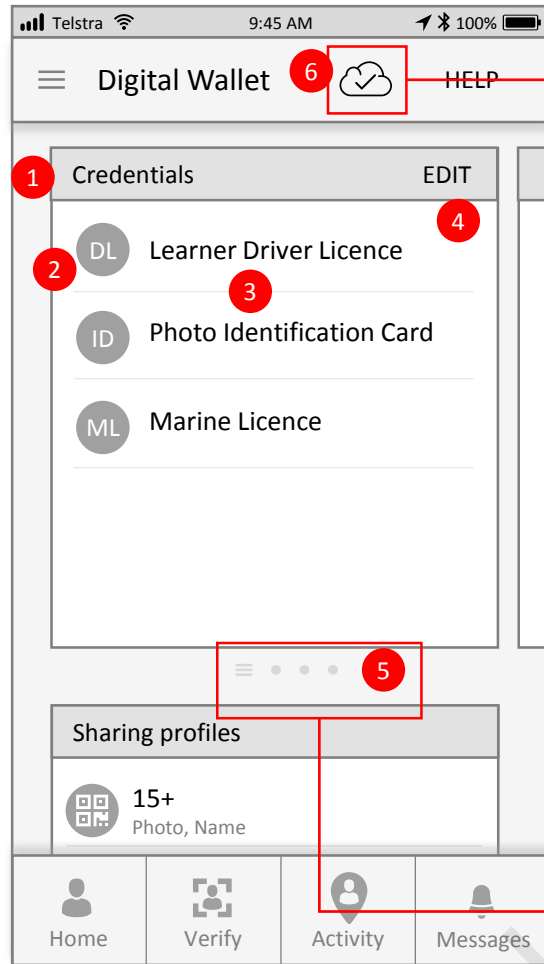 Telstra 9:45 AM 100%
Digital Wallet 6 HELP
1 Credentials EDIT
4
DL Learner Driver Licence
2
3
ID Photo Identification Card
ML Marine Licence
5
Sharing profiles
15+
Photo, Name
Home Verify Activity Messages